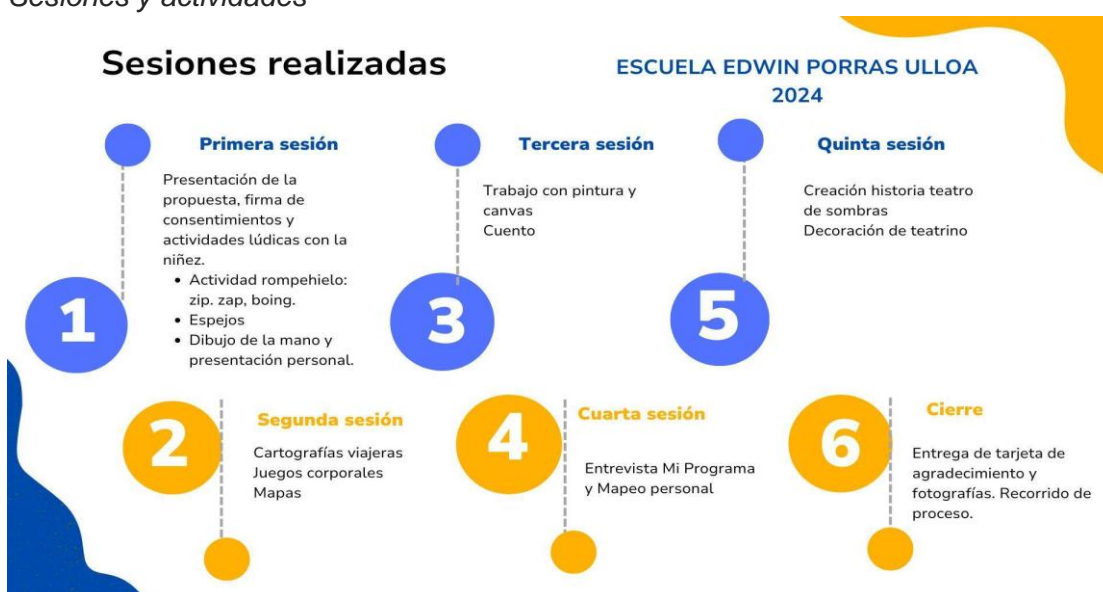 Sesiones y actividades
Sesiones realizadas
ESCUELA EDWIN PORRAS ULLOA
2024
Primera sesión
Presentación de la
propuesta, firma de
consentimientos y
actividades lúdicas con la
niñez.
• Actividad rompehielo:
zip. zap, boing.
• Espejos
• Dibujo de la mano y
presentación personal.
1
Tercera sesión
Trabajo con pintura y
canvas
Cuento
3
Quinta sesión
Creación historia teatro
de sombras
Decoración de teatrino
5
2
Segunda sesión
Cartografías viajeras
Juegos corporales
Mapas
4
Cuarta sesión
Entrevista Mi Programa
y Mapeo personal
6
Cierre
Entrega de tarjeta de
agradecimiento y
fotografías. Recorrido de
proceso.